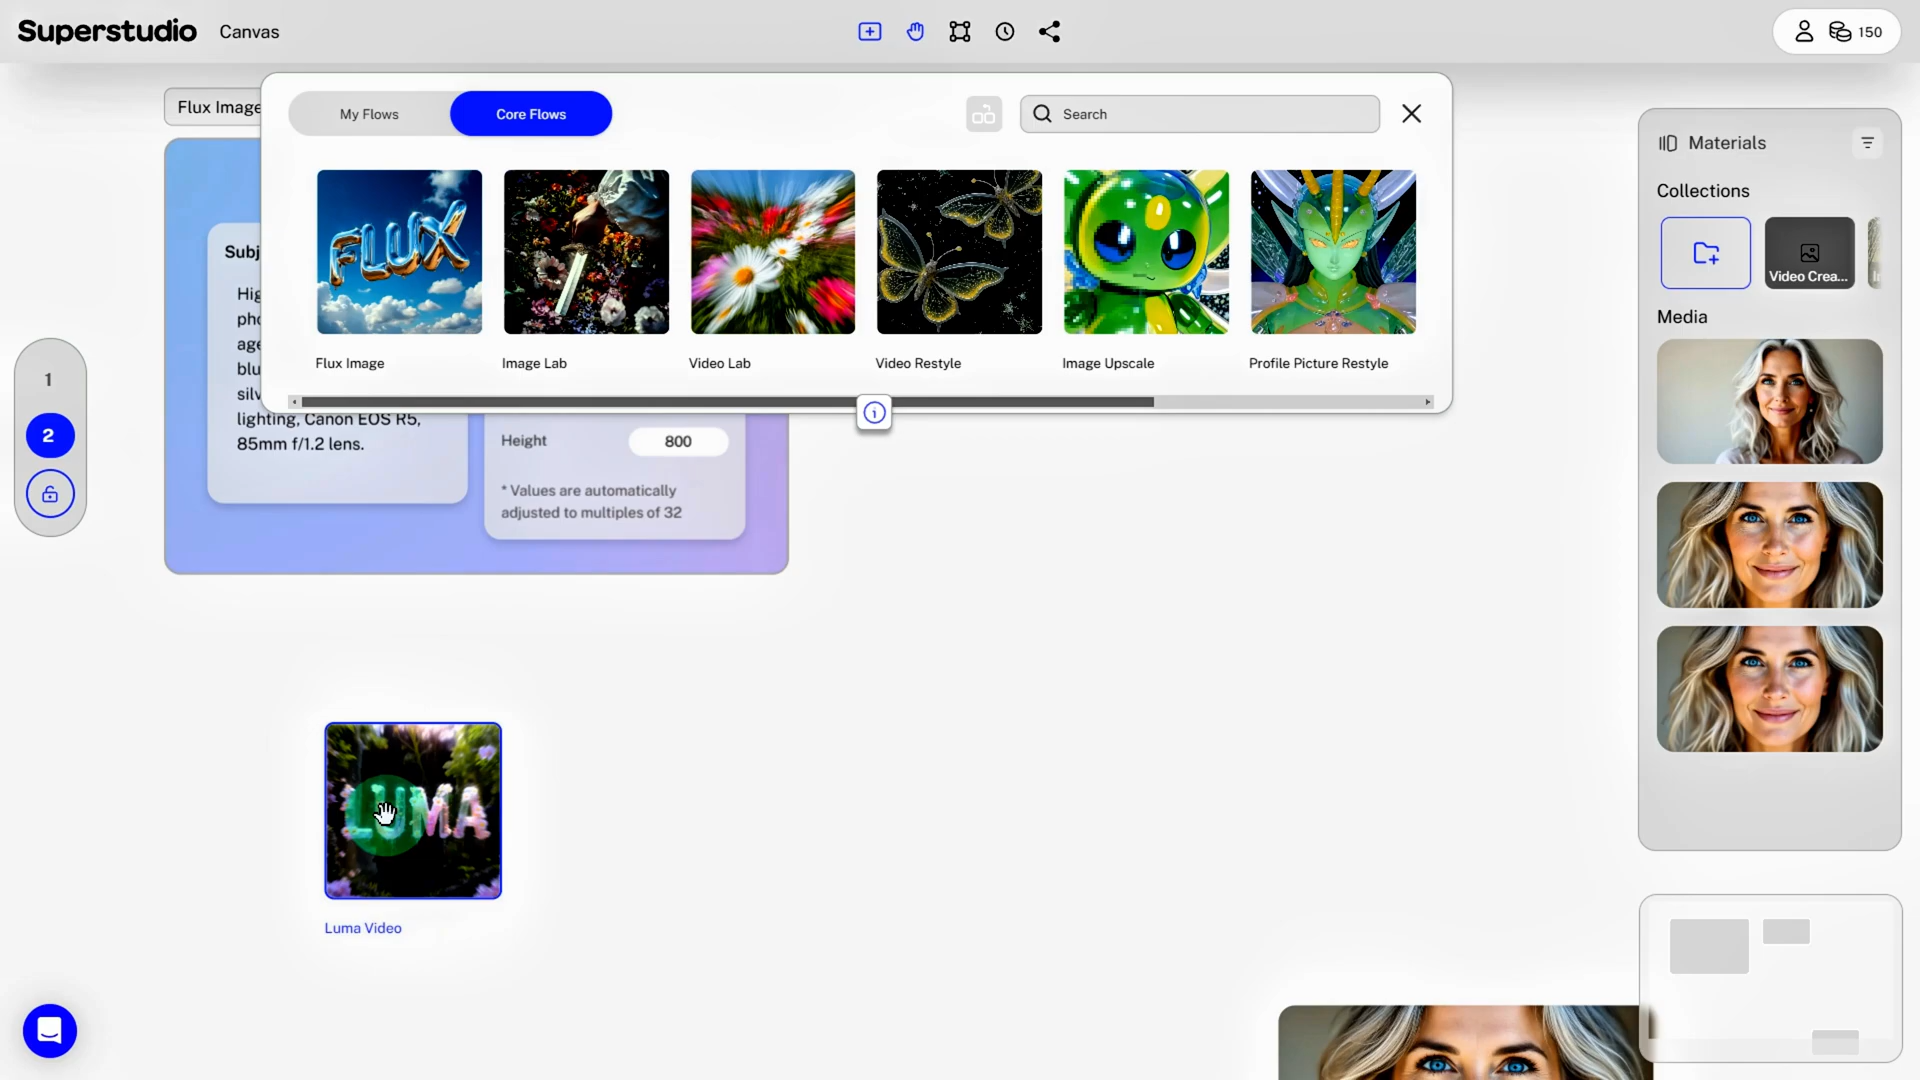 Superstudio
Canvas
150
Flux Image
My Flows
Core Flows
Search
FLUX
Flux Image
Image Lab
Video Lab
Video Restyle
Image Upscale
Profile Picture Restyle
Subj
Hig
pho
age
blu
silv
lighting, Canon EOS R5,
85mm f/1.2 lens.
Height
800
* Values are automatically
adjusted to multiples of 32
1
2
LUMA
Luma Video
Materials
Collections
Video Crea...
Media